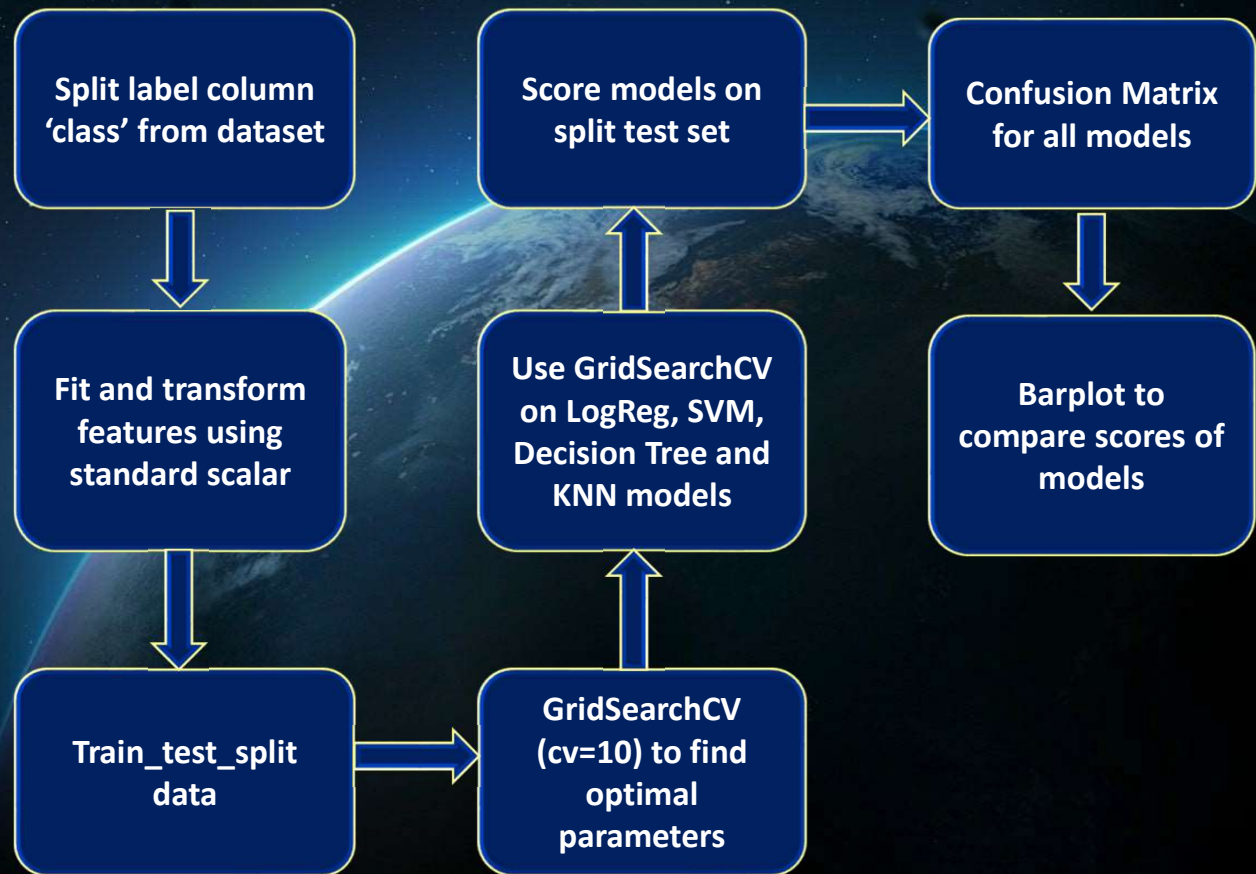 Split label column
‘class’ from dataset
Fit and transform
features using
standard scalar
Train_test_split
data
GridSearchCV
(cv=10) to find
optimal
parameters
Use GridSearchCV
on LogReg, SVM,
Decision Tree and
KNN models
Score models on
split test set
Confusion Matrix
for all models
Barplot to
compare scores of
models